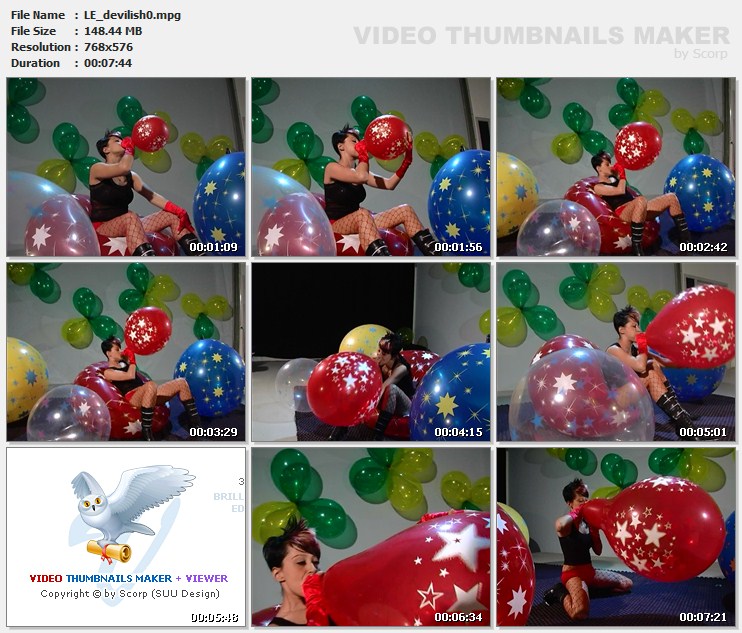 File Name : LE_devilish0.mpg
VIDEO THUMBNAILS MAKER
File Size : 148.44 MB
by Scorp
Resolution : 768x576
Duration : 00:07:44
00:01:09
00:01:56
00:02:42
00:03:29
00:04:15
00:05:01
3
BRILL
ED
VIDEO THUMBNAILS MAKER + VIEWER
Copyright © by Scorp (SUU Design)
00:05:48
00:06:34
00:07:21